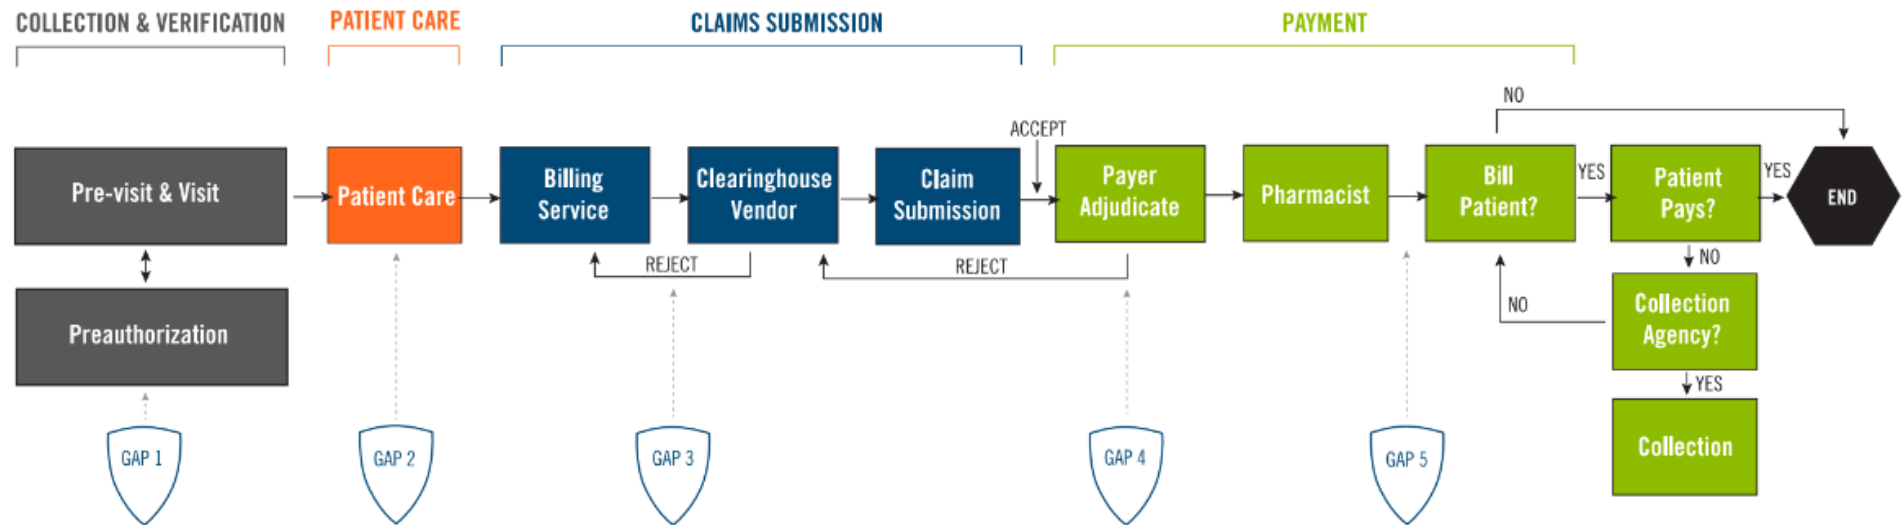 COLLECTION & VERIFICATION
PATIENT CARE
CLAIMS SUBMISSION
PAYMENT
NO
ACCEPT
Pre-visit & Visit
Patient Care
Billing
Service
Clearinghouse
Vendor
Claim
Submission
Payer
Adjudicate
Pharmacist
Bill
Patient?
YES
Patient
Pays?
YES
END
REJECT
REJECT
NO
Preauthorization
NO
Collection
Agency?
YES
Collection
GAP 1
GAP 2
GAP 3
GAP 4
GAP 5